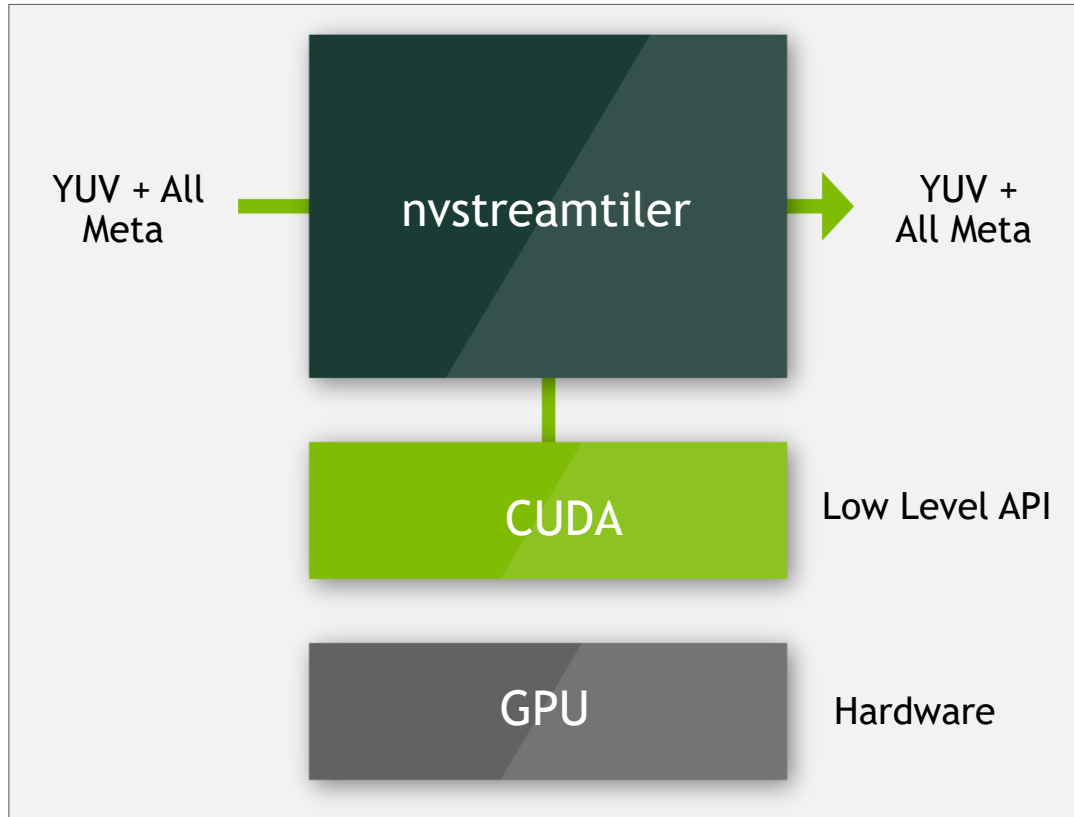 YUV + All
Meta
nvstreamtiler
YUV +
All Meta
CUDA
Low Level API
GPU
Hardware